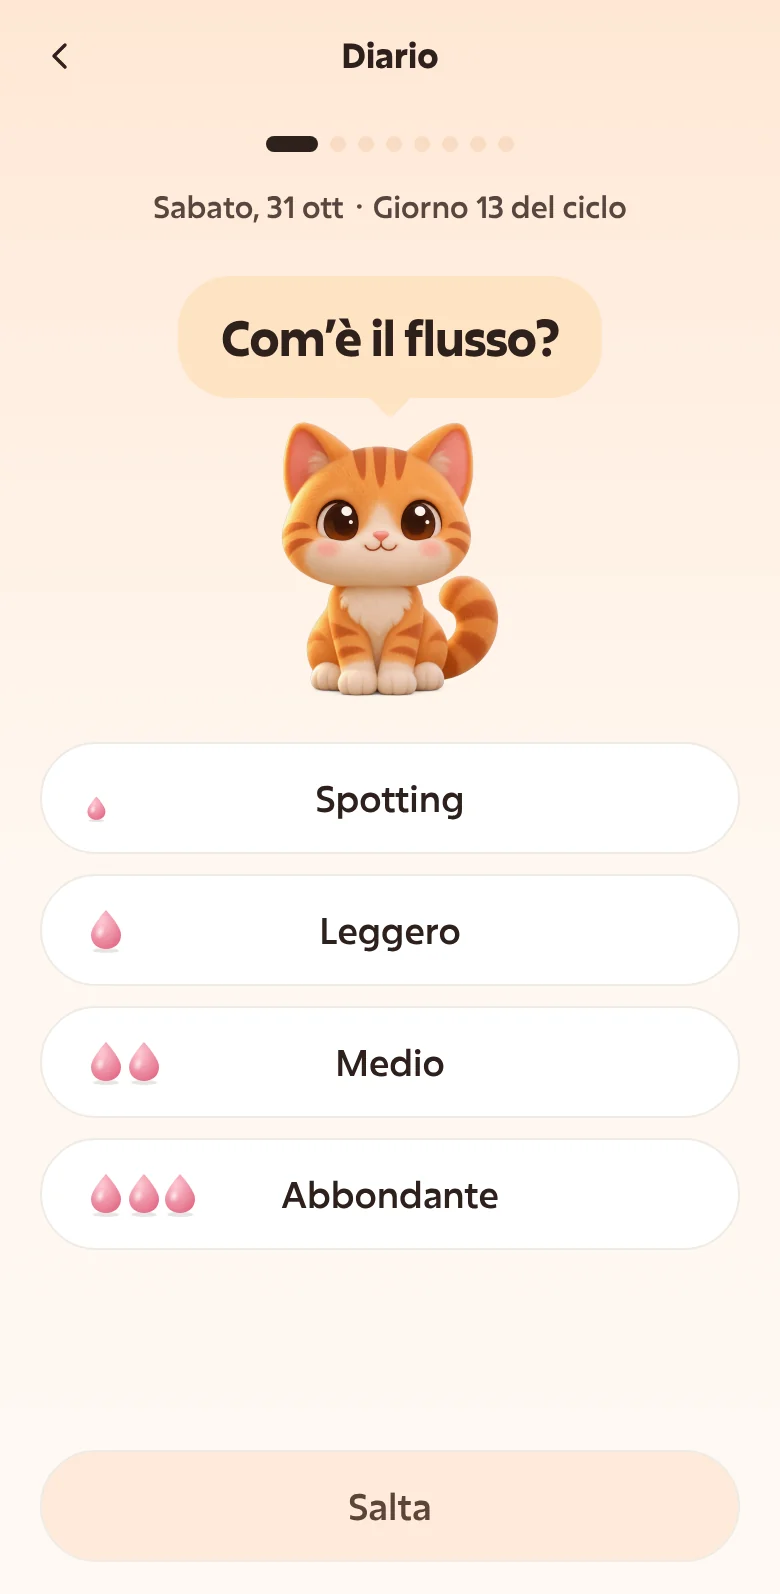 Diario
Sabato, 31 ott · Giorno 13 del ciclo
Com’è il flusso?
Spotting
Leggero
Medio
Abbondante
Salta